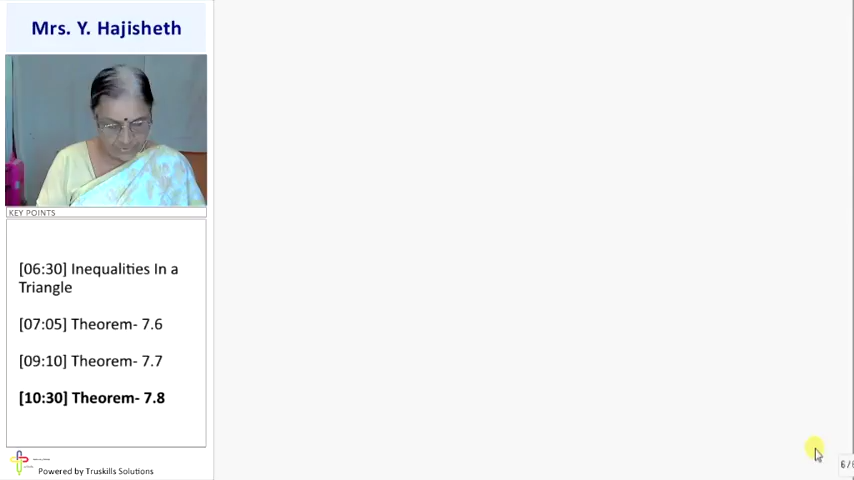 Mrs. Y. Hajisheth
KEY POINTS
[06:30] Inequalities In a
Triangle
[07:05] Theorem- 7.6
[09:10] Theorem- 7.7
[10:30] Theorem- 7.8
Powered by Truskills Solutions